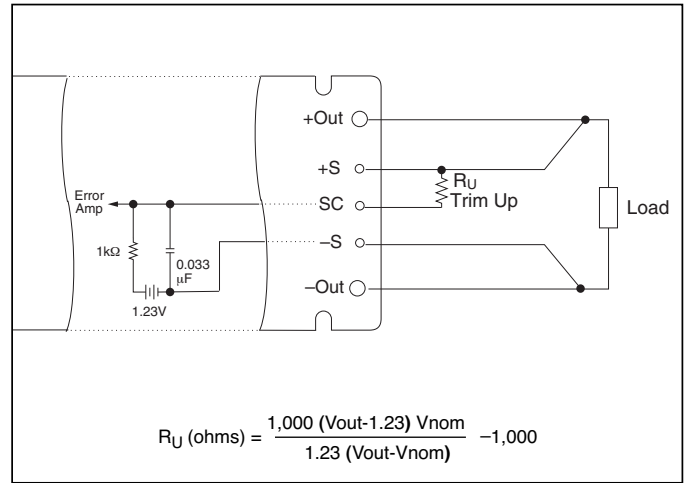 +Out
+S
RU
Trim Up
Error
Amp
SC
Load
1kΩ
0.033
μF
–S
1.23V
–Out
RU (ohms) = 1,000 (Vout-1.23) Vnom
1.23 (Vout-Vnom) –1,000